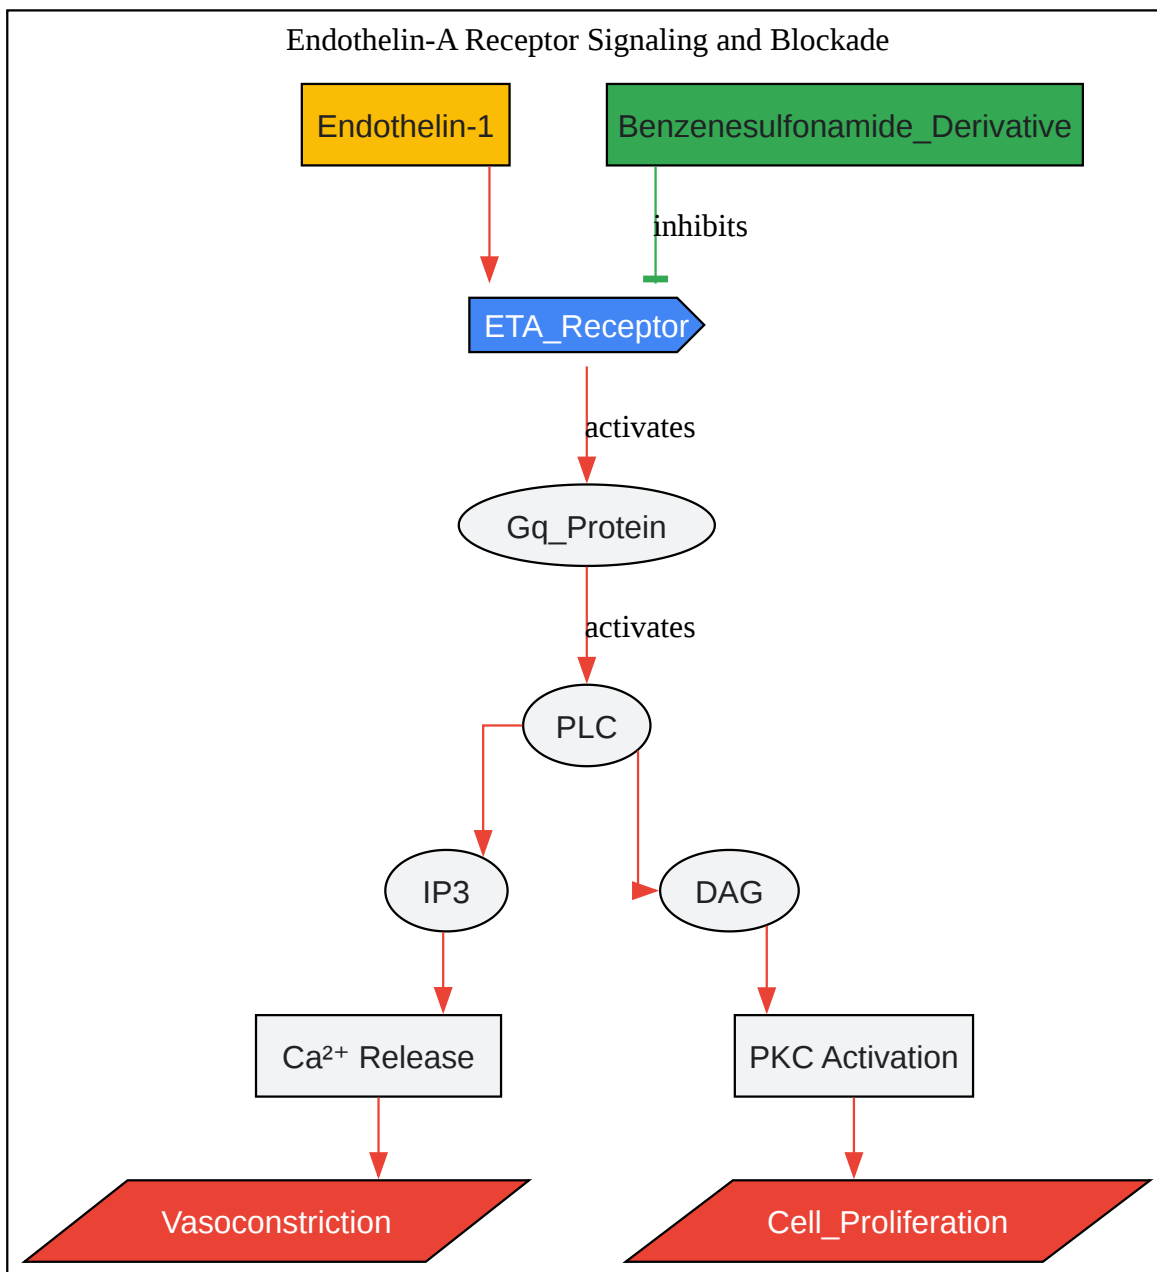 Endothelin-A Receptor Signaling and Blockade
Endothelin-1
Benzenesulfonamide_Derivative
inhibits
ETA_Receptor
activates
Gq_Protein
activates
PLC
IP3
DAG
Ca²⁺ Release
PKC Activation
Vasoconstriction
Cell_Proliferation